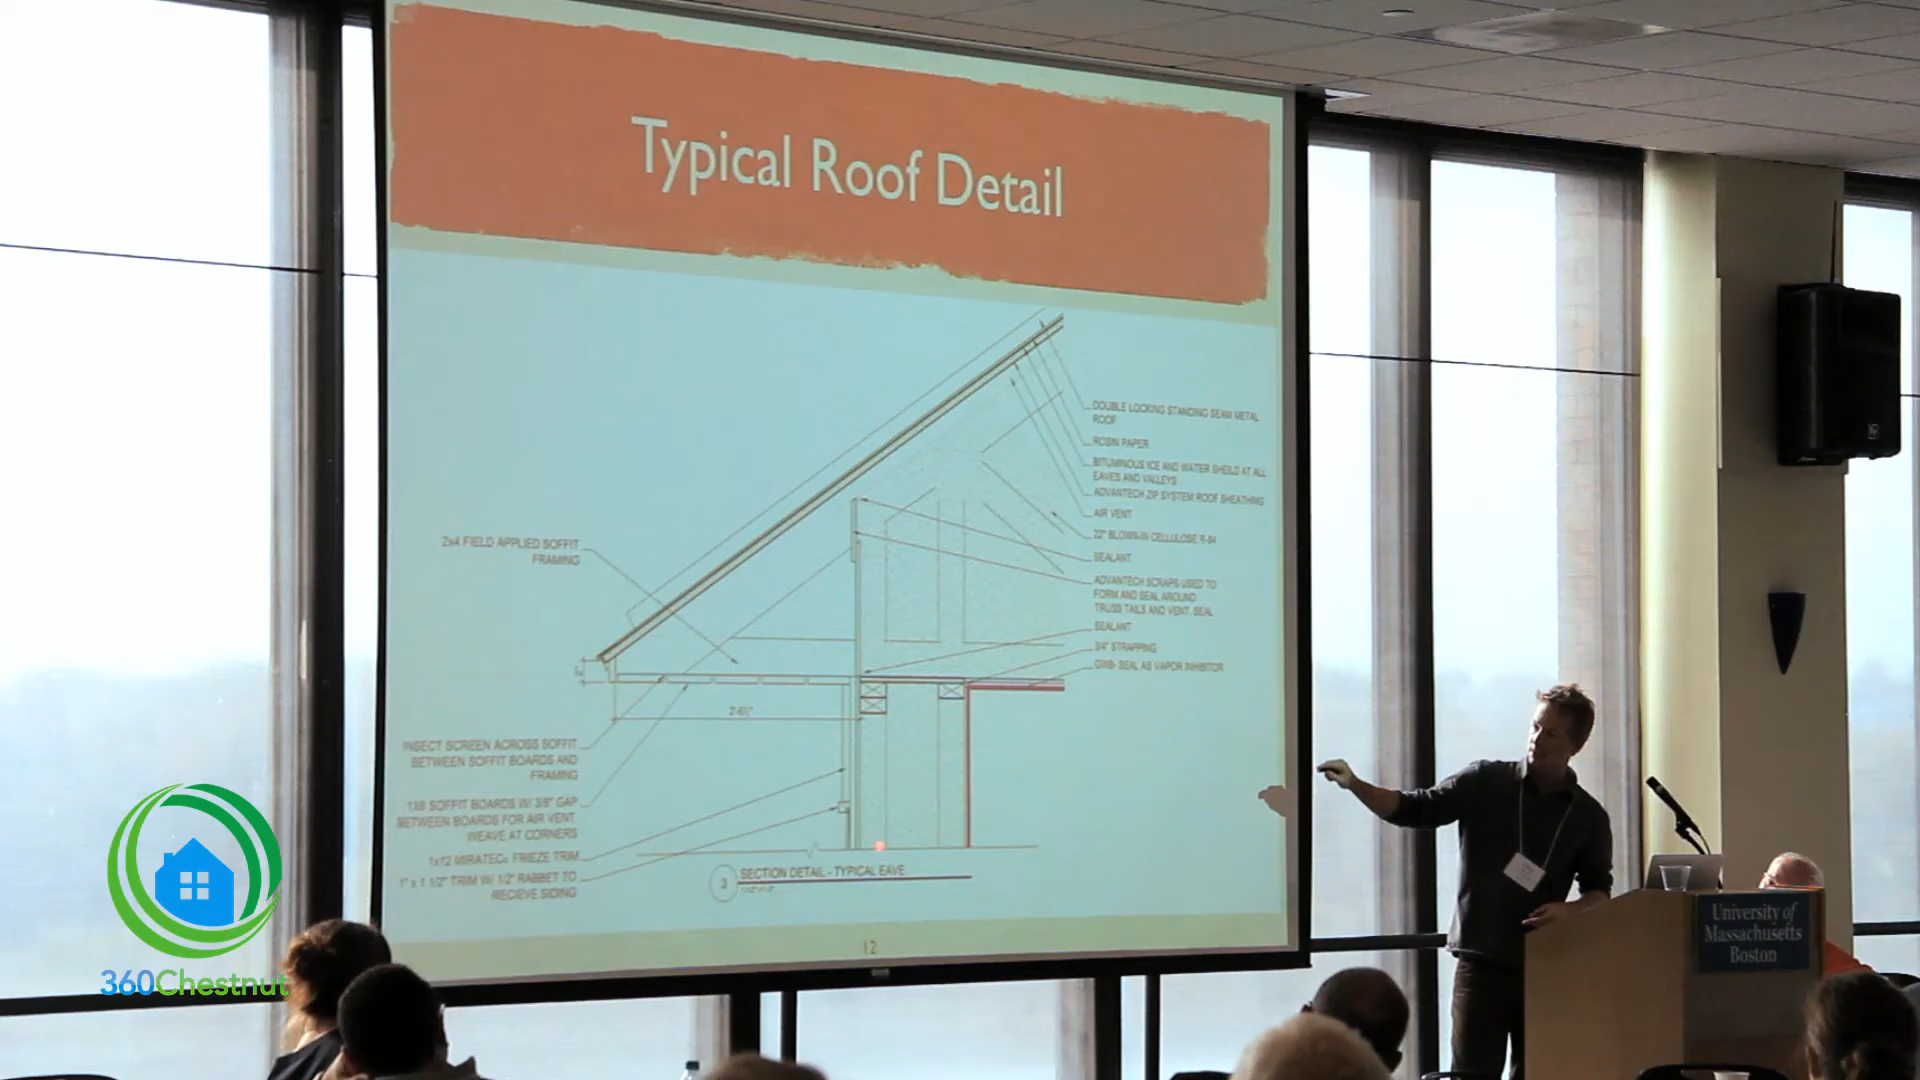 Typical Roof Detail
DOUBLE LOCKING STANDING SEAM METAL
ROOF
ROSIN PAPER
BITUMINOUS ICE AND WATER SHEILD AT ALL
EAVES AND VALLEYS
ADVANTECH ZIP SYSTEM ROOF SHEATHING
AIR VENT
22" BLOWN-IN CELLULOSE R-84
SEALANT
ADVANTECH SCRAPS USED TO
FORM AND SEAL AROUND
TRUSS TAILS AND VENT. SEAL
SEALANT
3/4" STRAPPING
GWB- SEAL AS VAPOR INHIBITOR
2x4 FIELD APPLIED SOFFIT
FRAMING
INSECT SCREEN ACROSS SOFFIT
BETWEEN SOFFIT BOARDS AND
FRAMING
1X8 SOFFIT BOARDS W/ 3/8" GAP
BETWEEN BOARDS FOR AIR VENT.
WEAVE AT CORNERS
1x12 MIRATEC FRIEZE TRIM
1" x 1 1/2" TRIM W/ 1/2" RABBET TO
RECIEVE SIDING
3 SECTION DETAIL - TYPICAL EAVE
12
360Chestnut
University of
Massachusetts
Boston